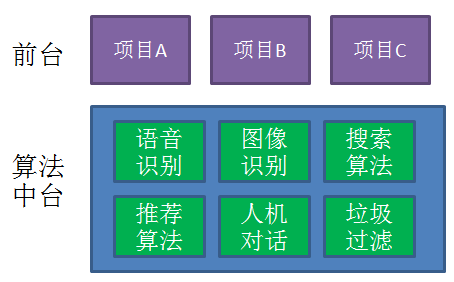 前台
项目A
项目B
项目C
算法
中台
语音
识别
图像
识别
搜索
算法
推荐
算法
人机
对话
垃圾
过滤